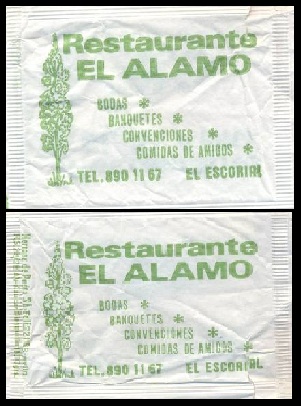 Restaurante
EL ALAMO
BODAS *
BANQUETES *
CONVENCIONES *
COMIDAS DE AMIGOS *
TEL. 890 11 67 EL ESCORIAL
Restaurante
EL ALAMO
BODAS *
BANQUETES *
CONVENCIONES *
COMIDAS DE AMIGOS *
TEL. 890 11 67 EL ESCORIAL